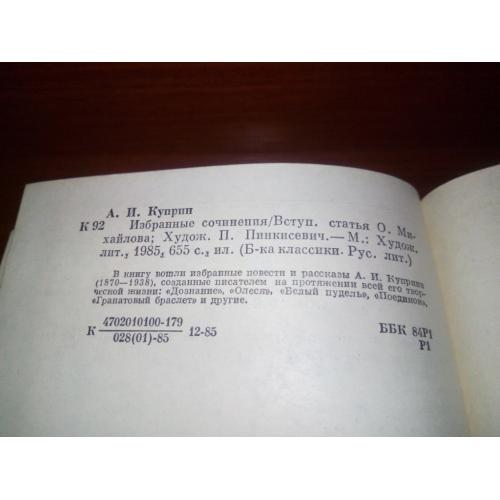 А. И. Куприн
К 92 Избранные сочинения/Вступ. статья О. Ми-
хайлова; Худож. П. Пинкисевич.— М.: Худож.
лит., 1985. 655 с., ил. (Б-ка классики. Рус. лит.)
В книгу вошли избранные повести и рассказы А. И. Куприна
(1870—1938), созданные писателем на протяжении всей его твор-
ческой жизни: «Дознание», «Олеся», «Белый пудель», «Поединок»,
«Гранатовый браслет» и другие.
К 4702010100-179 12-85
028(01)-85
ББК 84Р1
Р1